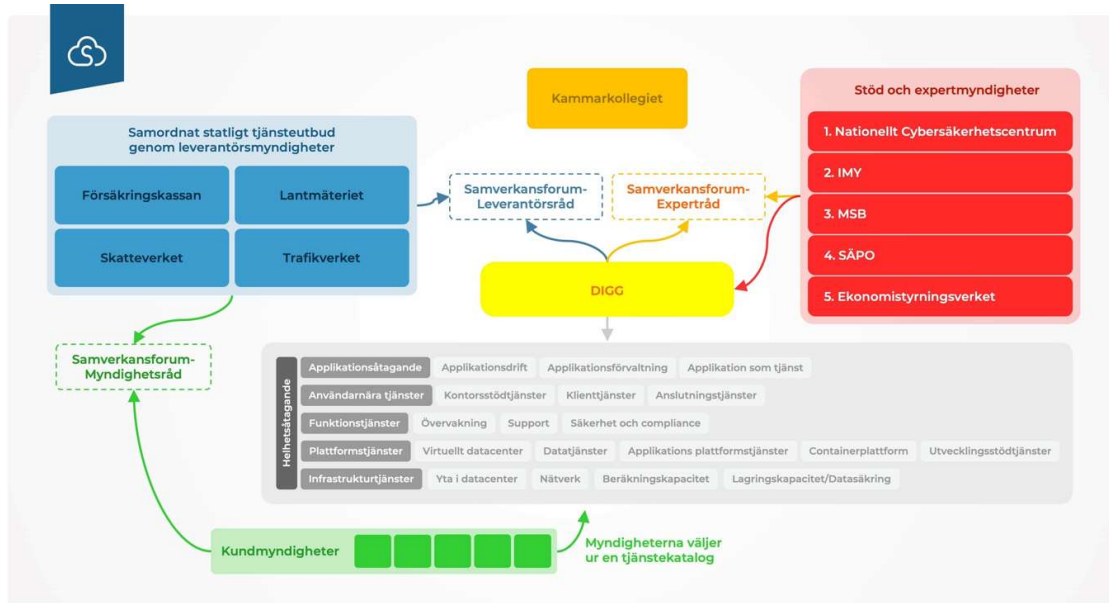 Kammarkollegiet
Samordnat statligt tjänsteutbud
genom leverantörsmyndigheter
Försäkringskassan
Lantmäteriet
Skatteverket
Trafikverket
Samverkansforum-
Leverantörsråd
Samverkansforum-
Expertråd
Stöd och expertmyndigheter
1. Nationellt Cybersäkerhetscentrum
2. IMY
3. MSB
4. SÄPO
5. Ekonomistyrningsverket
DIGG
Samverkansforum-
Myndighetsråd
Helhetsåtagande
Applikationsåtagande Applikationsdrift Applikationsförvaltning Applikation som tjänst
Användarnära tjänster Kontorsstödtjänster Klienttjänster Anslutningstjänster
Funktionstjänster Övervakning Support Säkerhet och compliance
Plattformstjänster Virtuellt datacenter Datatjänster Applikations plattformstjänster Containerplattform Utvecklingsstödtjänster
Infrastrukturtjänster Yta i datacenter Nätverk Beräkningskapacitet Lagringskapacitet/Datasäkring
Kundmyndigheter
Myndigheterna väljer
ur en tjänstekatalog